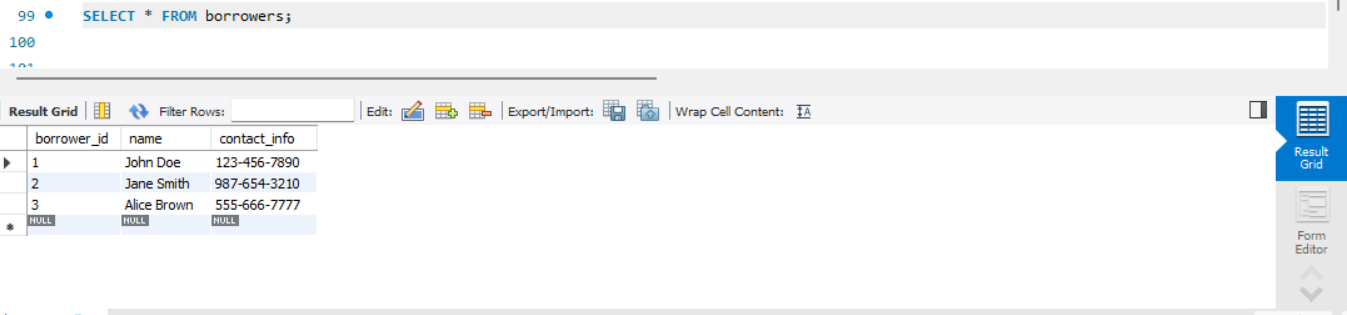 99 SELECT * FROM borrowers;
100
101
Result Grid Filter Rows: Edit: Export/Import: Wrap Cell Content: IA
borrower_id name contact_info
1 John Doe 123-456-7890
2 Jane Smith 987-654-3210
3 Alice Brown 555-666-7777
NULL NULL NULL
Result
Grid
Form
Editor